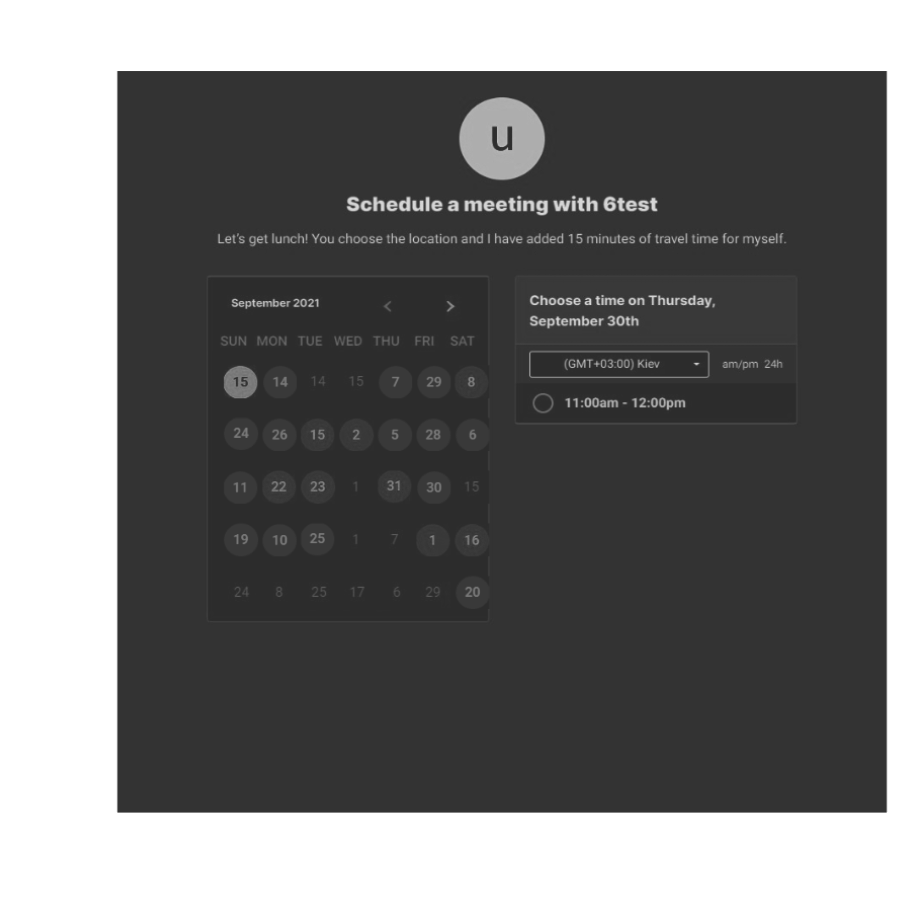 u
Schedule a meeting with 6test
Let's get lunch! You choose the location and I have added 15 minutes of travel time for myself.
September 2021
SUN MON TUE WED THU FRI SAT
15 14 14 15 7 29 8
24 26 15 2 5 28 6
11 22 23 1 31 30 15
19 10 25 1 7 1 16
24 8 25 17 6 29 20
Choose a time on Thursday,
September 30th
(GMT+03:00) Kiev am/pm 24h
11:00am - 12:00pm